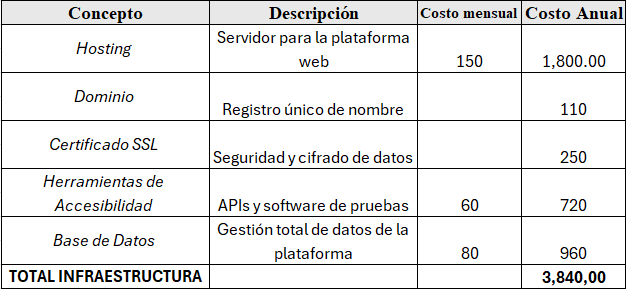 Concepto Descripción Costo mensual Costo Anual
Hosting Servidor para la plataforma web 150 1,800.00
Dominio Registro único de nombre 110
Certificado SSL Seguridad y cifrado de datos 250
Herramientas de Accesibilidad APIs y software de pruebas 60 720
Base de Datos Gestión total de datos de la plataforma 80 960
TOTAL INFRAESTRUCTURA 3,840,00